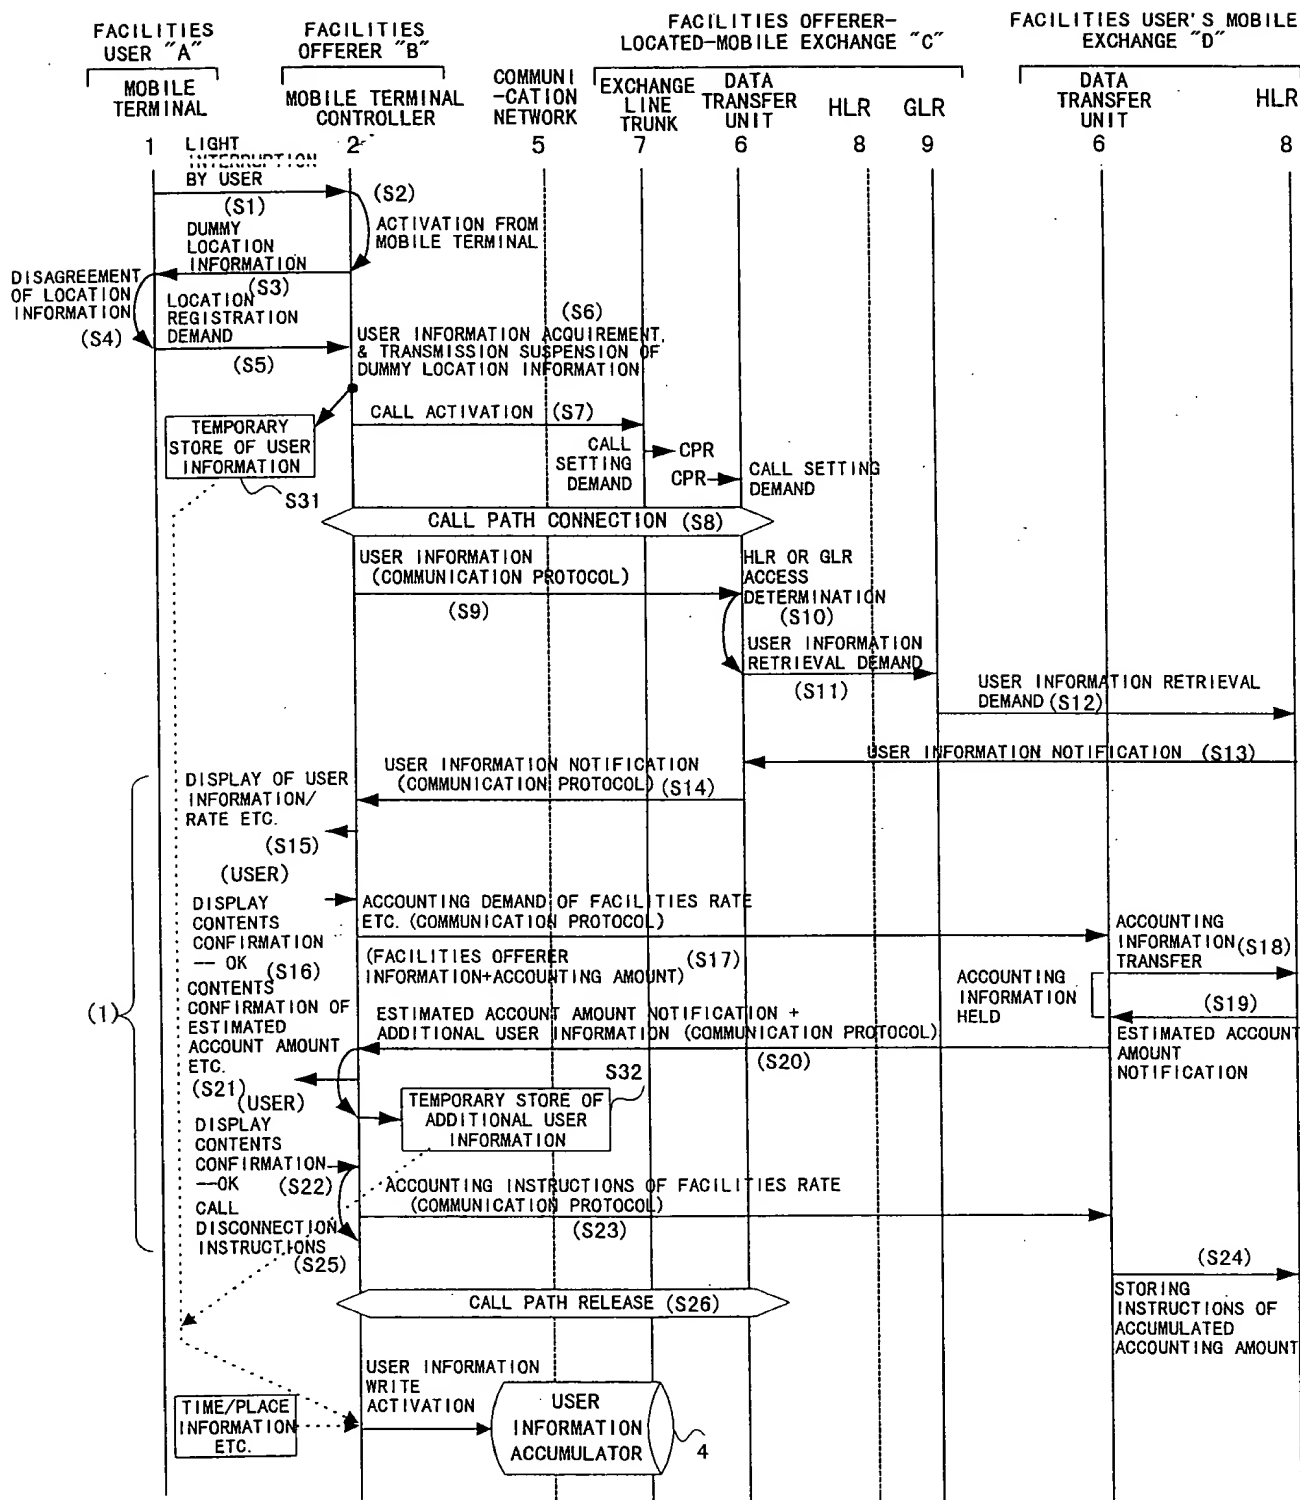 FACILITIES
USER "A"
FACILITIES
OFFERER "B"
FACILITIES OFFERER-
LOCATED-MOBILE EXCHANGE "C"
FACILITIES USER'S MOBILE
EXCHANGE "D"
MOBILE
TERMINAL
MOBILE TERMINAL
CONTROLLER
COMMUNI
-CATION
NETWORK
EXCHANGE
LINE
TRUNK
DATA
TRANSFER
UNIT
HLR
GLR
DATA
TRANSFER
UNIT
HLR
1
2
5
7
6
8
9
6
8
LIGHT
INTERRUPTION
BY USER
(S1)
(S2)
ACTIVATION FROM
MOBILE TERMINAL
DUMMY
LOCATION
INFORMATION
(S3)
DISAGREEMENT
OF LOCATION
INFORMATION
(S4)
LOCATION
REGISTRATION
DEMAND
(S5)
(S6)
USER INFORMATION ACQUIREMENT,
& TRANSMISSION SUSPENSION OF
DUMMY LOCATION INFORMATION
TEMPORARY
STORE OF USER
INFORMATION
S31
CALL ACTIVATION (S7)
CALL
SETTING
DEMAND
CPR
CPR
CALL SETTING
DEMAND
CALL PATH CONNECTION (S8)
USER INFORMATION
(COMMUNICATION PROTOCOL)
(S9)
HLR OR GLR
ACCESS
DETERMINATION
(S10)
USER INFORMATION
RETRIEVAL DEMAND
(S11)
USER INFORMATION RETRIEVAL
DEMAND (S12)
USER INFORMATION NOTIFICATION (S13)
USER INFORMATION NOTIFICATION
(COMMUNICATION PROTOCOL) (S14)
DISPLAY OF USER
INFORMATION/
RATE ETC.
(S15)
(USER)
DISPLAY
CONTENTS
CONFIRMATION
-- OK (S16)
ACCOUNTING DEMAND OF FACILITIES RATE
ETC. (COMMUNICATION PROTOCOL)
(FACILITIES OFFERER
INFORMATION+ACCOUNTING AMOUNT)
(S17)
ACCOUNTING
INFORMATION
TRANSFER
(S18)
ACCOUNTING
INFORMATION
HELD
(S19)
(1)
CONTENTS
CONFIRMATION OF
ESTIMATED
ACCOUNT AMOUNT
ETC.
(S21)
ESTIMATED ACCOUNT AMOUNT NOTIFICATION +
ADDITIONAL USER INFORMATION (COMMUNICATION PROTOCOL)
(S20)
ESTIMATED ACCOUNT
AMOUNT
NOTIFICATION
(USER)
S32
TEMPORARY STORE OF
ADDITIONAL USER
INFORMATION
DISPLAY
CONTENTS
CONFIRMATION
--OK (S22)
ACCOUNTING INSTRUCTIONS OF FACILITIES RATE
(COMMUNICATION PROTOCOL)
(S23)
CALL
DISCONNECTION
INSTRUCTIONS
(S25)
(S24)
STORING
INSTRUCTIONS OF
ACCUMULATED
ACCOUNTING AMOUNT
CALL PATH RELEASE (S26)
USER INFORMATION
WRITE
ACTIVATION
TIME/PLACE
INFORMATION
ETC.
USER
INFORMATION
ACCUMULATOR
4